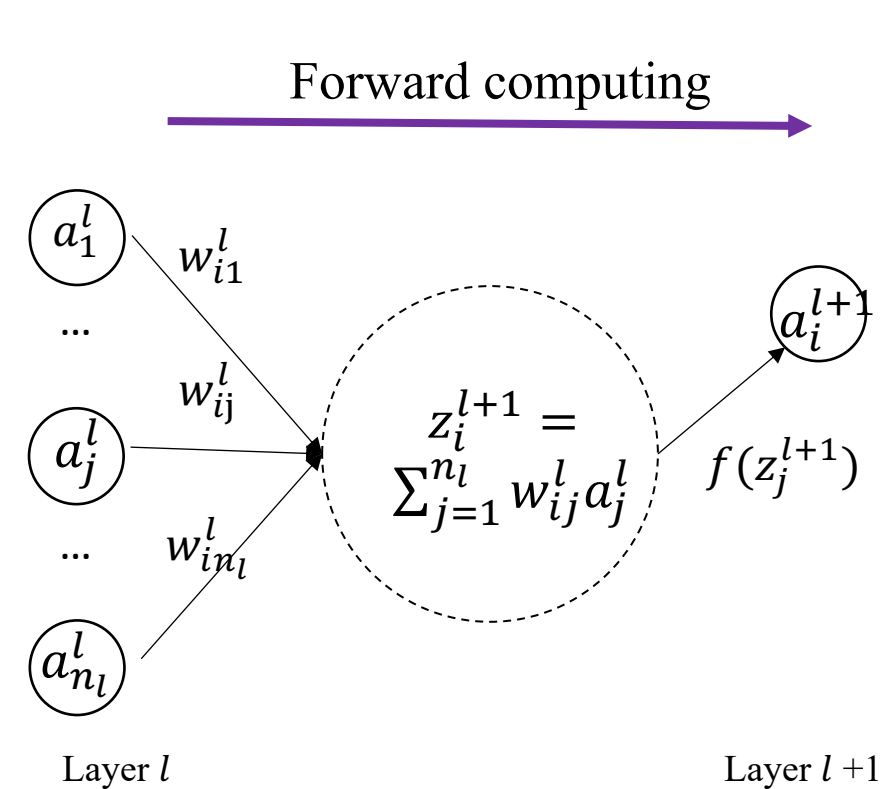 Forward computing
a_1^l
w_{i1}^l
...
w_{ij}^l
a_j^l
...
w_{in_l}^l
a_{n_l}^l
z_i^{l+1} =
∑_{j=1}^{n_l} w_{ij}^l a_j^l
a_i^{l+1}
f(z_j^{l+1})
Layer l
Layer l +1